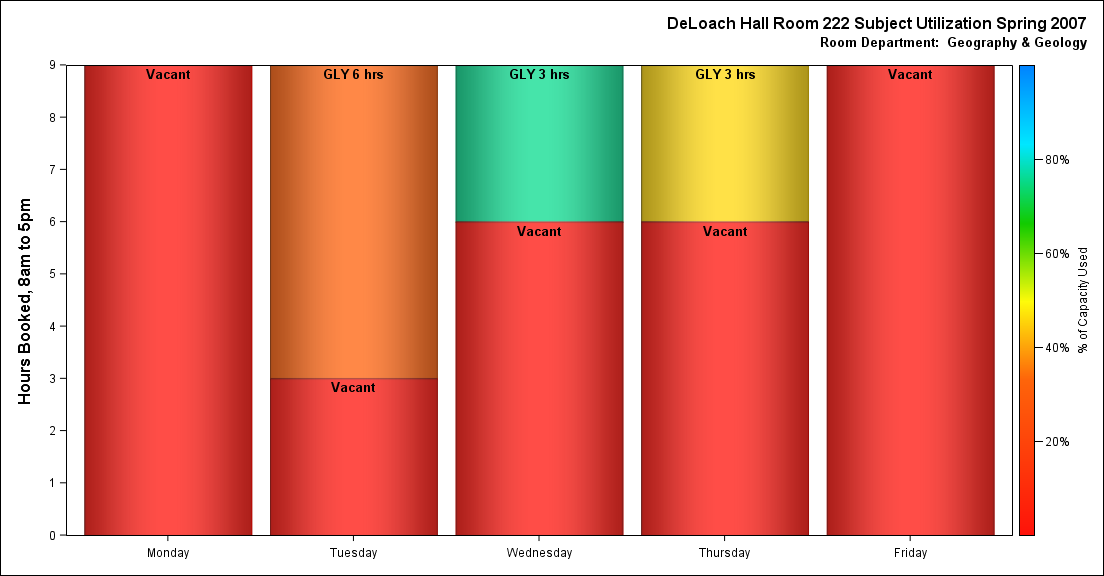 DeLoach Hall Room 222 Subject Utilization Spring 2007
Room Department:  Geography & Geology
Hours Booked, 8am to 5pm
9
8
7
6
5
4
3
2
1
0
Vacant
GLY 6 hrs
GLY 3 hrs
GLY 3 hrs
Vacant
Vacant
Vacant
Vacant
Monday
Tuesday
Wednesday
Thursday
Friday
80%
60%
40%
20%
% of Capacity Used